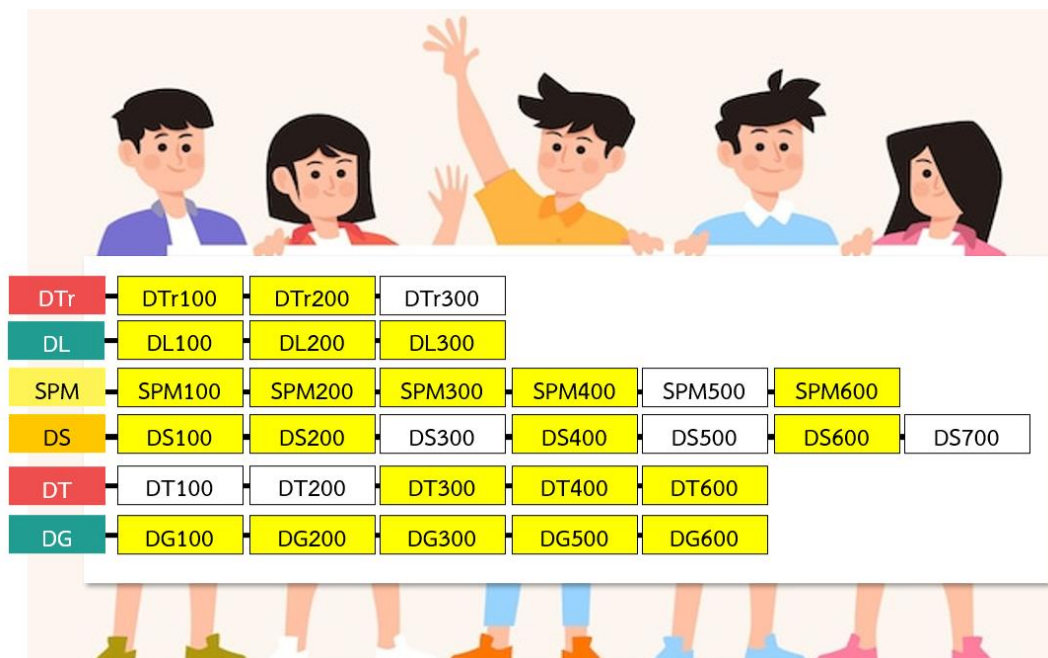 DTr DTr100 DTr200 DTr300
DL DL100 DL200 DL300
SPM SPM100 SPM200 SPM300 SPM400 SPM500 SPM600
DS DS100 DS200 DS300 DS400 DS500 DS600 DS700
DT DT100 DT200 DT300 DT400 DT600
DG DG100 DG200 DG300 DG500 DG600